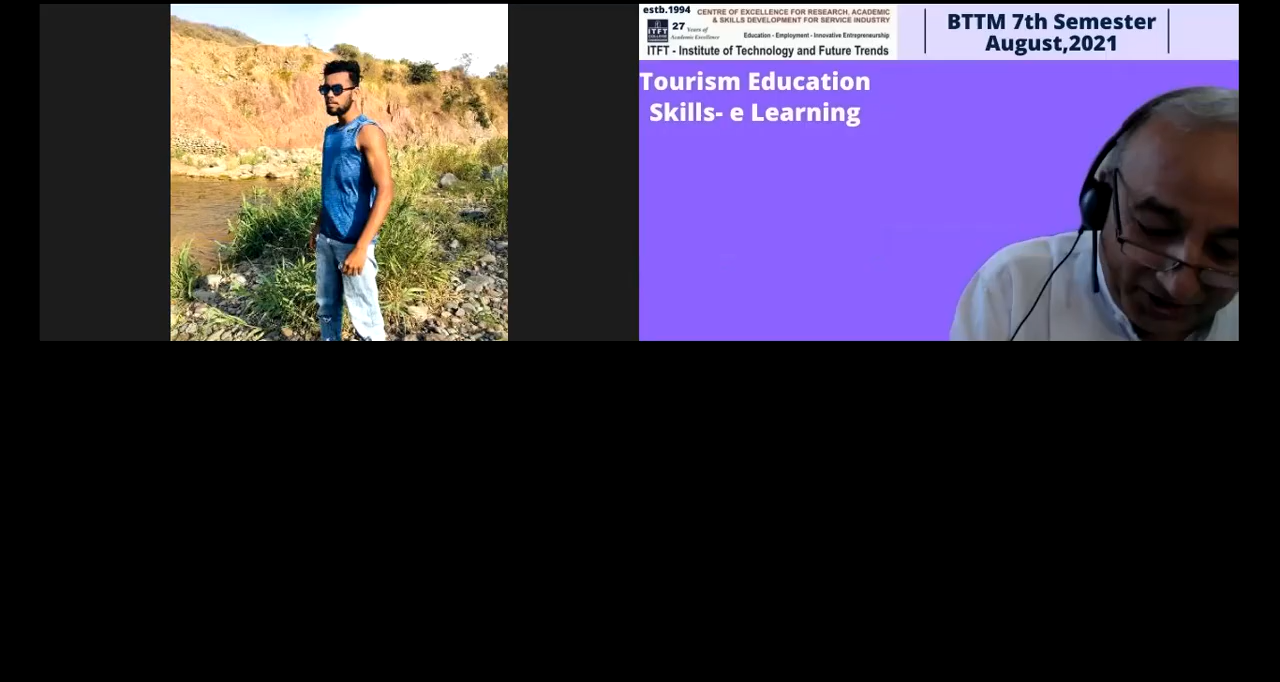 estb.1994
CENTRE OF EXCELLENCE FOR RESEARCH, ACADEMIC
& SKILLS DEVELOPMENT FOR SERVICE INDUSTRY
ITFT
COLLEGE
27 Years of
Academic Excellence
Education - Employment - Innovative Entrepreneurship
ITFT - Institute of Technology and Future Trends
BTTM 7th Semester
August,2021
Tourism Education
Skills- e Learning